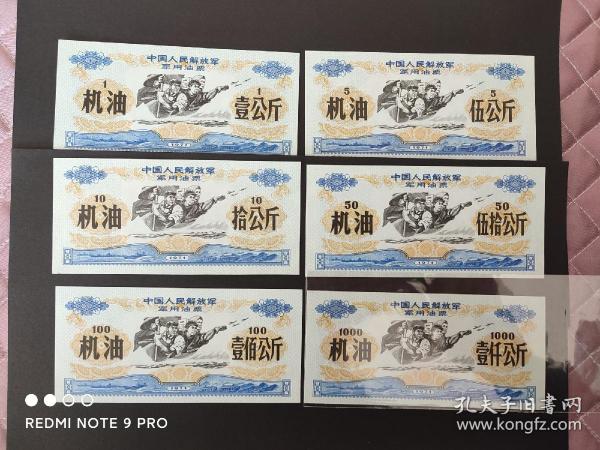 中国人民解放军
军用油票
1
机油
1
壹公斤
1971
中国人民解放军
军用油票
5
机油
5
伍公斤
1971
中国人民解放军
军用油票
10
机油
10
拾公斤
1971
中国人民解放军
军用油票
50
机油
50
伍拾公斤
1971
中国人民解放军
军用油票
100
机油
100
壹佰公斤
1971
中国人民解放军
军用油票
1000
机油
1000
壹仟公斤
1971
REDMI NOTE 9 PRO
孔夫子旧书网
www.kongfz.com